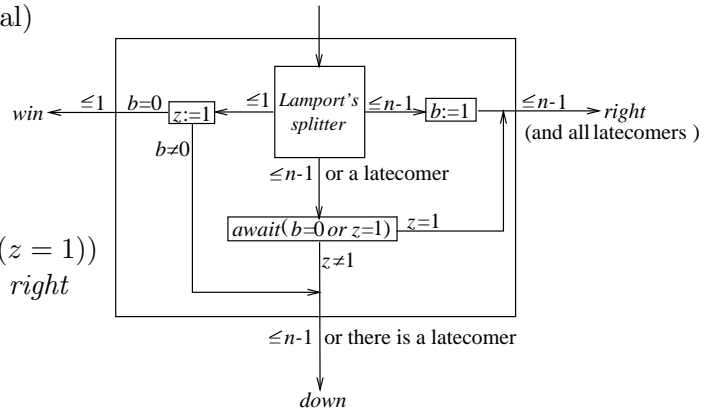 al)
≤1 b=0 z:=1 ≤1 Lamport's splitter ≤n-1 b:=1 ≤n-1
win
right
(and all latecomers )
b≠0
≤n-1 or a latecomer
await(b=0 or z=1) z=1
(z = 1))
z≠1
right
≤n-1 or there is a latecomer
down